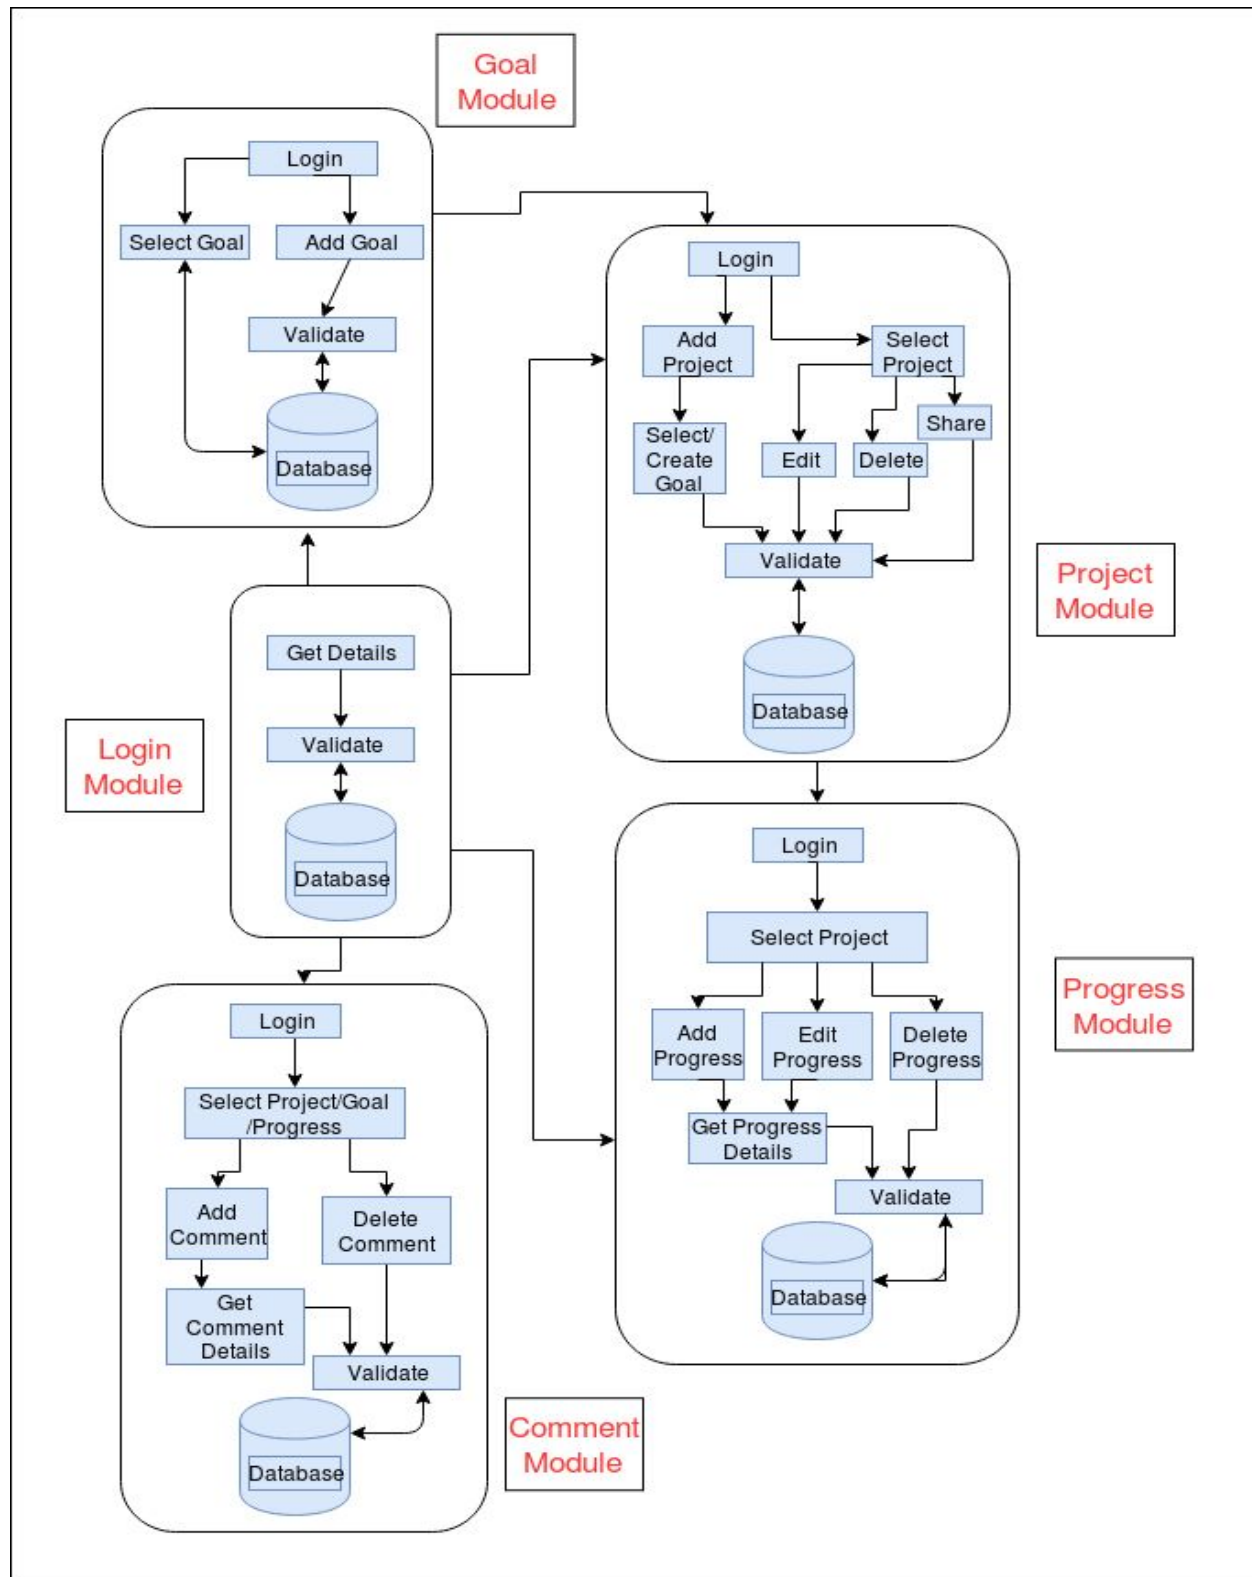 Goal
Module
Login
Select Goal
Add Goal
Validate
Database
Login
Add
Project
Select
Project
Share
Select/
Create
Goal
Edit
Delete
Validate
Database
Project
Module
Get Details
Validate
Database
Login
Module
Login
Select Project
Add
Progress
Edit
Progress
Delete
Progress
Get Progress
Details
Validate
Database
Progress
Module
Login
Select Project/Goal
/Progress
Add
Comment
Delete
Comment
Get
Comment
Details
Validate
Database
Comment
Module